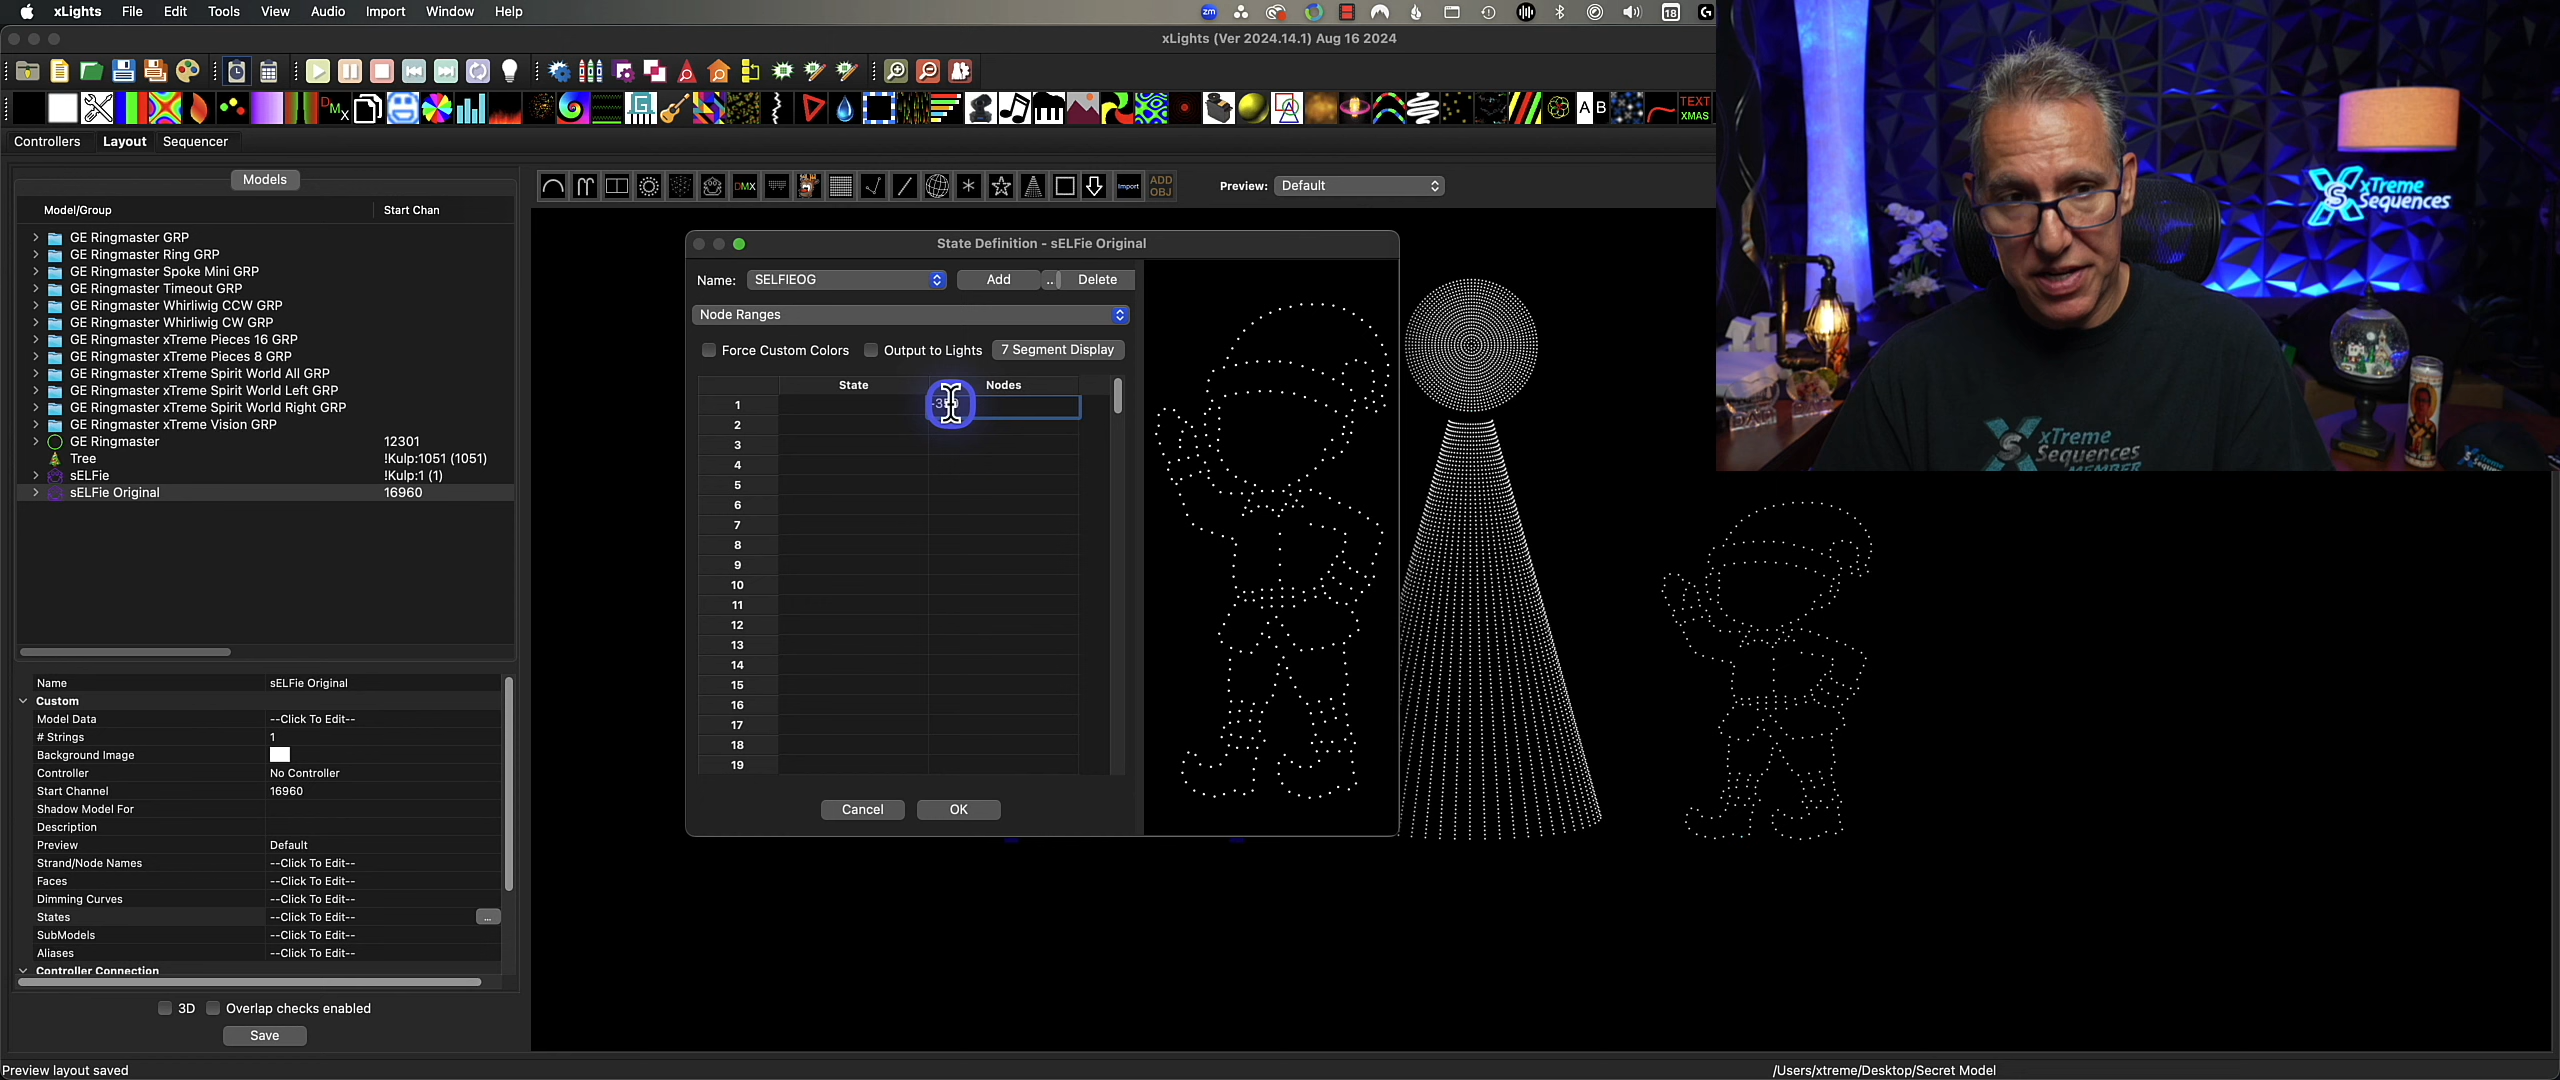 xLights File Edit Tools View Audio Import Window Help
zm
18
xLights (Ver 2024.14.1) Aug 16 2024
DMX
A B
TEXT XMAS
Controllers Layout Sequencer
Models
DMX
Import
ADD OBJ
Preview: Default
Model/Group Start Chan
GE Ringmaster GRP
GE Ringmaster Ring GRP
GE Ringmaster Spoke Mini GRP
GE Ringmaster Timeout GRP
GE Ringmaster Whirliwig CCW GRP
GE Ringmaster Whirliwig CW GRP
GE Ringmaster xTreme Pieces 16 GRP
GE Ringmaster xTreme Pieces 8 GRP
GE Ringmaster xTreme Spirit World All GRP
GE Ringmaster xTreme Spirit World Left GRP
GE Ringmaster xTreme Spirit World Right GRP
GE Ringmaster xTreme Vision GRP
GE Ringmaster 12301
Tree !Kulp:1051 (1051)
sELFie !Kulp:1 (1)
sELFie Original 16960
Name sELFie Original
Custom
Model Data --Click To Edit--
# Strings 1
Background Image
Controller No Controller
Start Channel 16960
Shadow Model For
Description
Preview Default
Strand/Node Names --Click To Edit--
Faces --Click To Edit--
Dimming Curves --Click To Edit--
States --Click To Edit-- ...
SubModels --Click To Edit--
Aliases --Click To Edit--
Controller Connection
3D Overlap checks enabled
Save
Preview layout saved
State Definition - sELFie Original
Name: SELFIEOG Add .. Delete
Node Ranges
Force Custom Colors Output to Lights 7 Segment Display
State Nodes
1
2
3
4
5
6
7
8
9
10
11
12
13
14
15
16
17
18
19
Cancel OK
xTreme Sequences
xTreme
Sequences
MEMBER
/Users/xtreme/Desktop/Secret Model